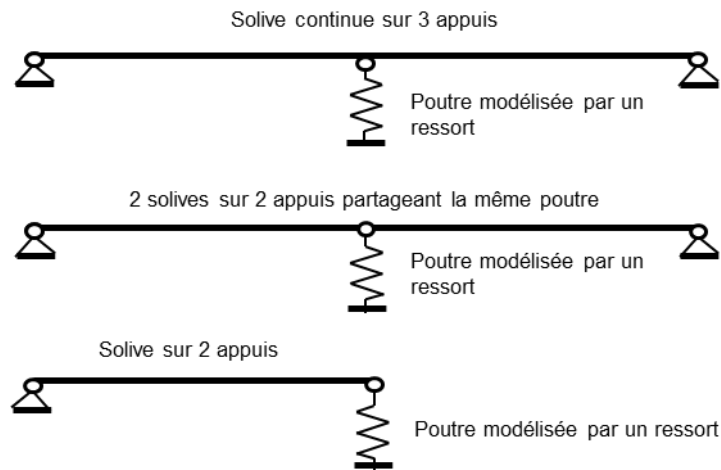 Solive continue sur 3 appuis
Poutre modélisée par un
ressort
2 solives sur 2 appuis partageant la même poutre
Poutre modélisée par un
ressort
Solive sur 2 appuis
Poutre modélisée par un ressort